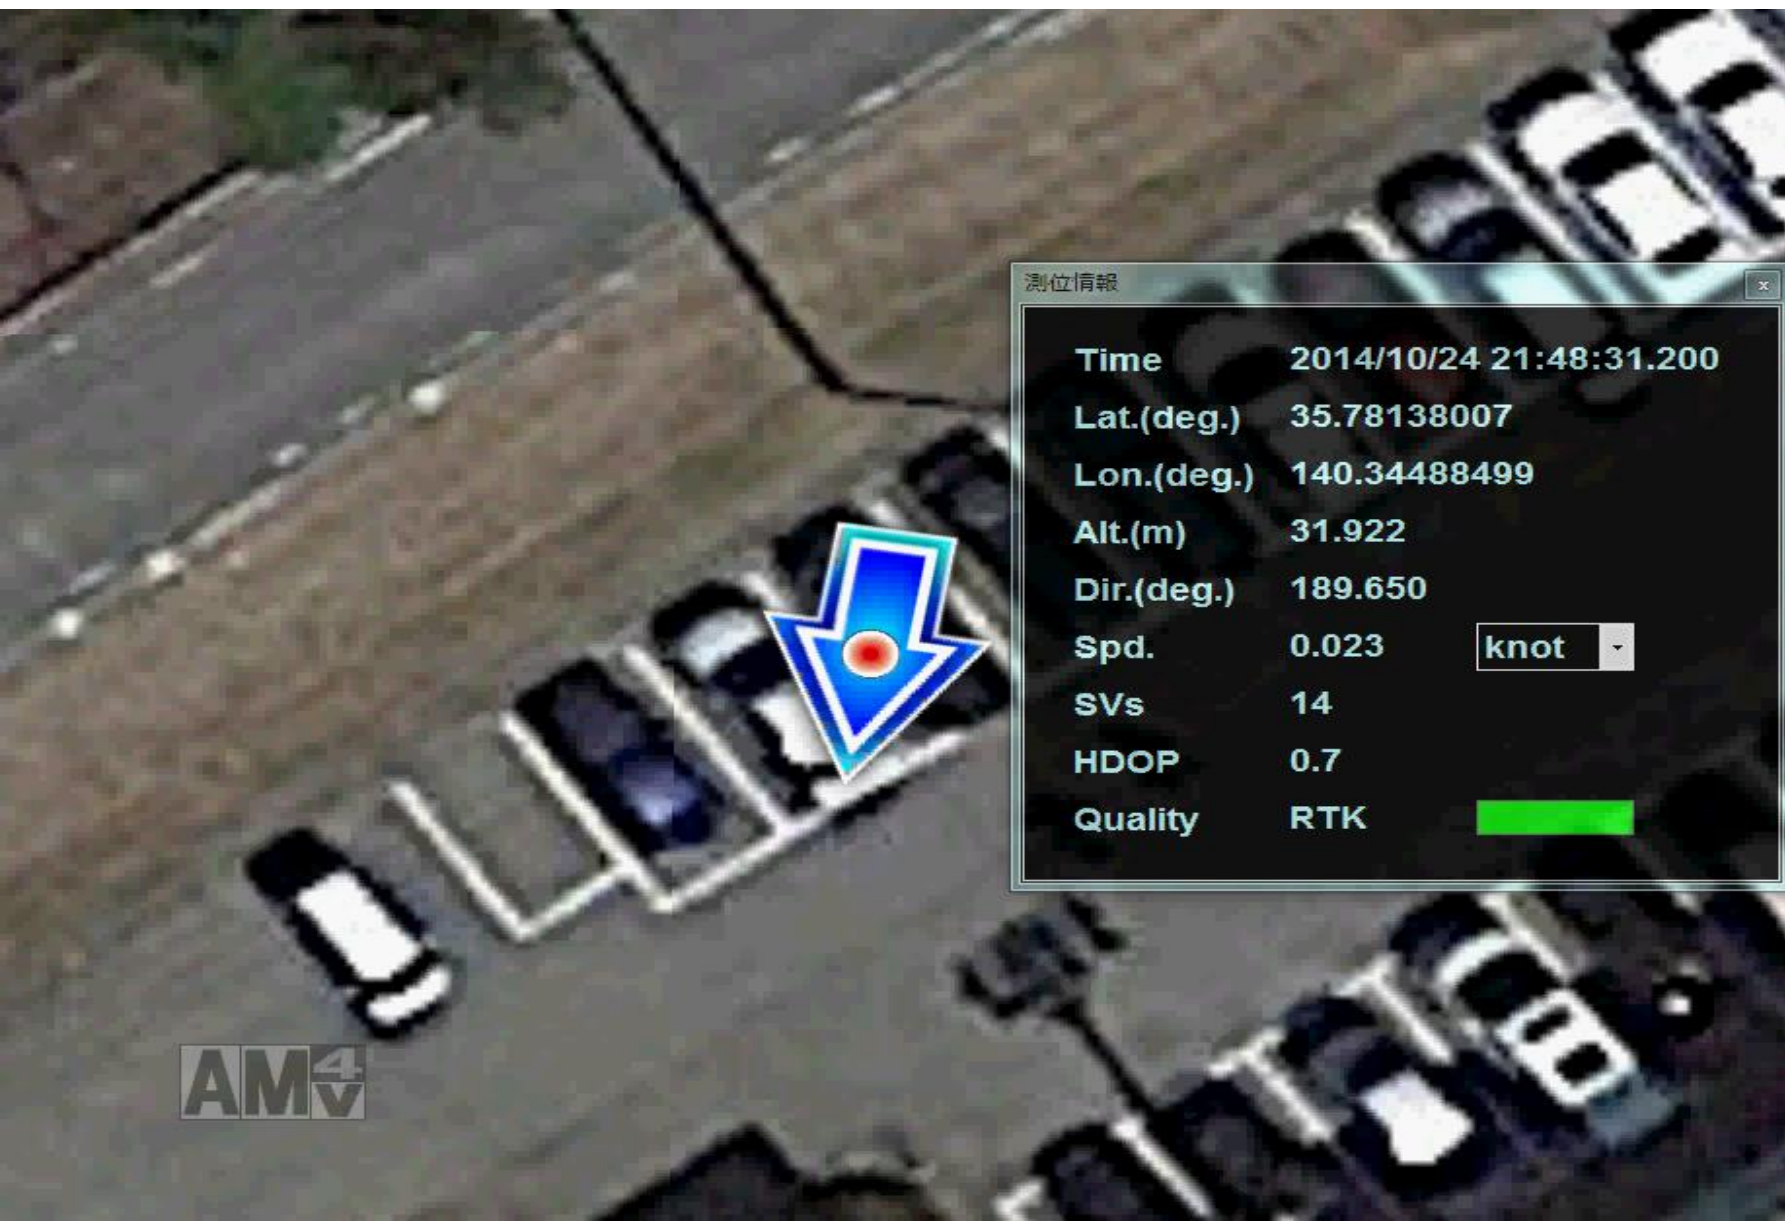 測位情報 x
Time 2014/10/24 21:48:31.200
Lat.(deg.) 35.78138007
Lon.(deg.) 140.34488499
Alt.(m) 31.922
Dir.(deg.) 189.650
Spd. 0.023 knot
SVs 14
HDOP 0.7
Quality RTK
AM4v